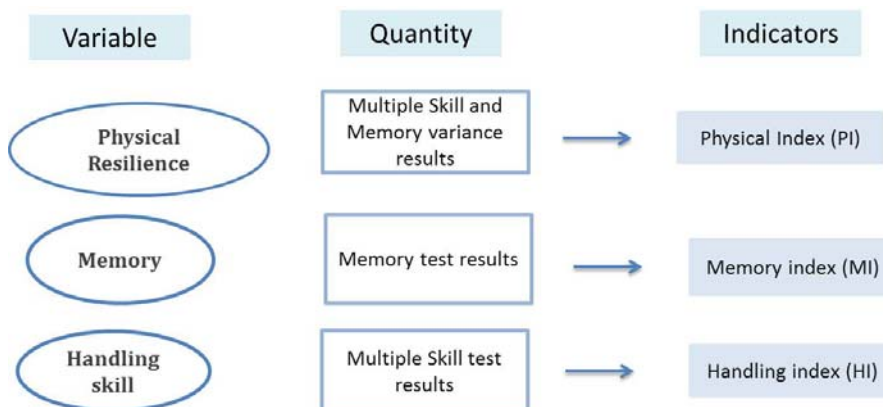 Variable
Quantity
Indicators
Physical
Resilience
Multiple Skill and
Memory variance
results
Physical Index (PI)
Memory
Memory test results
Memory index (MI)
Handling
skill
Multiple Skill test
results
Handling index (HI)